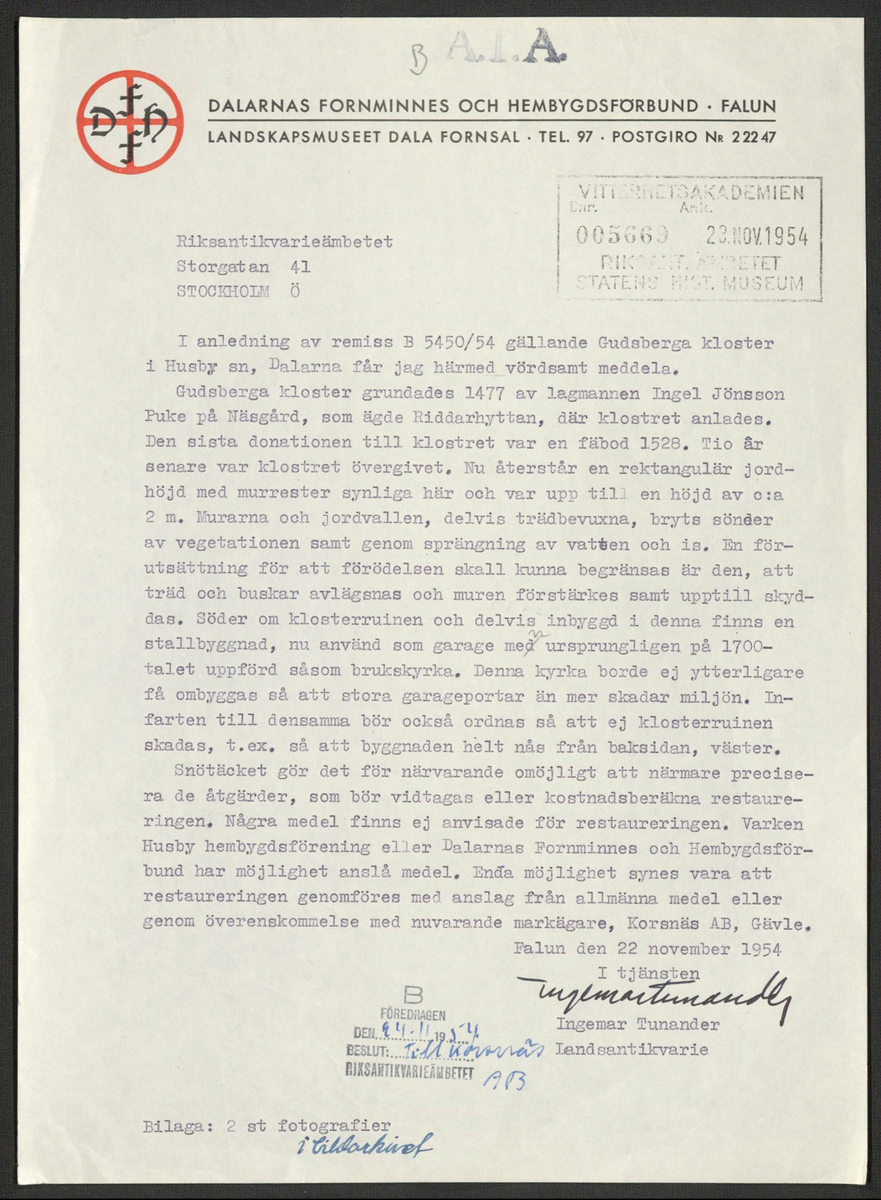 B A.T.A.
D f f H
DALARNAS FORNMINNES OCH HEMBYGDSFÖRBUND · FALUN
LANDSKAPSMUSEET DALA FORNSAL · TEL. 97 · POSTGIRO NR 2 22 47
VITTERHETSAKADEMIEN
Dnr. Ank.
005669 23.NOV.1954
RIKSANT.ÄMBETET
STATENS HIST. MUSEUM
Riksantikvarieämbetet
Storgatan 41
STOCKHOLM Ö
I anledning av remiss B 5450/54 gällande Gudsberga kloster
i Husby sn, Dalarna får jag härmed vördsamt meddela.
Gudsberga kloster grundades 1477 av lagmannen Ingel Jönsson
Puke på Näsgård, som ägde Riddarhyttan, där klostret anlades.
Den sista donationen till klostret var en fäbod 1528. Tio år
senare var klostret övergivet. Nu återstår en rektangulär jord-
höjd med murrester synliga här och var upp till en höjd av c:a
2 m. Murarna och jordvallen, delvis trädbevuxna, bryts sönder
av vegetationen samt genom sprängning av vatten och is. En för-
utsättning för att förödelsen skall kunna begränsas är den, att
träd och buskar avlägsnas och muren förstärkes samt upptill skyd-
das. Söder om klosterruinen och delvis inbyggd i denna finns en
stallbyggnad, nu använd som garage men ursprungligen på 1700-
talet uppförd såsom brukskyrka. Denna kyrka borde ej ytterligare
få ombyggas så att stora garageportar än mer skadar miljön. In-
farten till densamma bör också ordnas så att ej klosterruinen
skadas, t.ex. så att byggnaden helt nås från baksidan, väster.
Snötäcket gör det för närvarande omöjligt att närmare precise-
ra de åtgärder, som bör vidtagas eller kostnadsberäkna restaure-
ringen. Några medel finns ej anvisade för restaureringen. Varken
Husby hembygdsförening eller Dalarnas Fornminnes och Hembygdsför-
bund har möjlighet anslå medel. Enda möjlighet synes vara att
restaureringen genomföres med anslag från allmänna medel eller
genom överenskommelse med nuvarande markägare, Korsnäs AB, Gävle.
Falun den 22 november 1954
I tjänsten
Ingemar Tunander
Ingemar Tunander
Landsantikvarie
B
FÖREDRAGEN
DEN 24-11 1954
BESLUT: Till Korsnäs
RIKSANTIKVARIEÄMBETET AB
Bilaga: 2 st fotografier
i bildarkivet